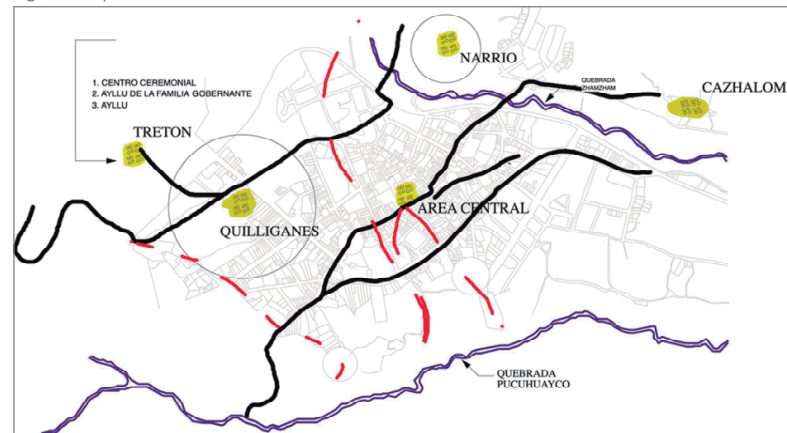 1. CENTRO CEREMONIAL
2. AYLLU DE LA FAMILIA GOBERNANTE
3. AYLLU
NARRIO
QUEBRADA
ZHAMZHAM
CAZHALOM
TRETON
AREA CENTRAL
QUILLIGANES
QUEBRADA
PUCUHUAYCO